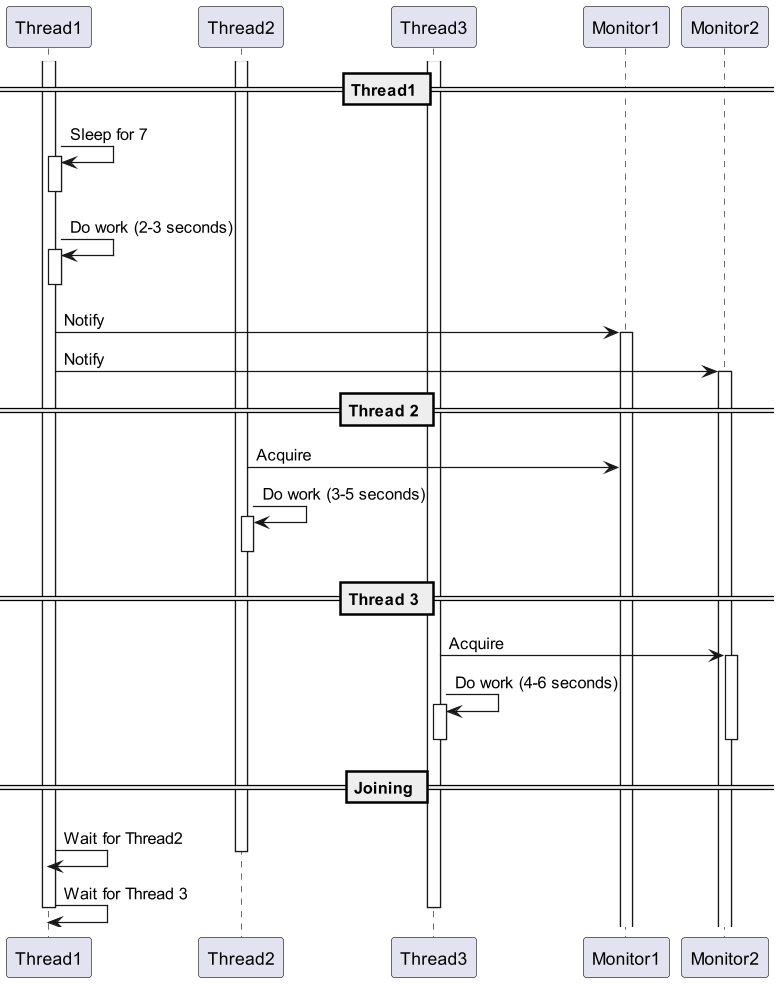 Thread1
Thread2
Thread3
Monitor1
Monitor2
Thread1
Sleep for 7
Do work (2-3 seconds)
Notify
Notify
Thread 2
Acquire
Do work (3-5 seconds)
Thread 3
Acquire
Do work (4-6 seconds)
Joining
Wait for Thread2
Wait for Thread 3
Thread1
Thread2
Thread3
Monitor1
Monitor2